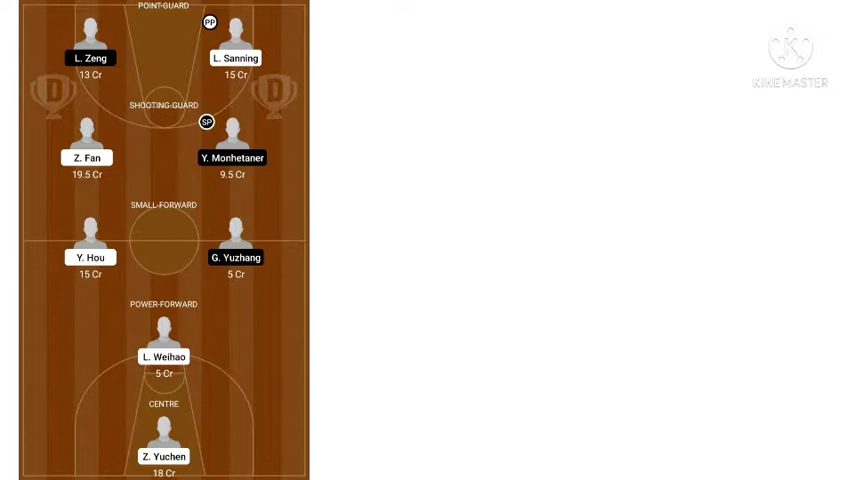 POINT-GUARD
PP
L. Zeng
L. Sanning
13 Cr
15 Cr
D
D
SHOOTING-GUARD
SP
Z. Fan
Y. Monhetaner
19.5 Cr
9.5 Cr
SMALL-FORWARD
Y. Hou
G. Yuzhang
15 Cr
5 Cr
POWER-FORWARD
L. Weihao
5 Cr
CENTRE
Z. Yuchen
18 Cr
K
KINEMASTER